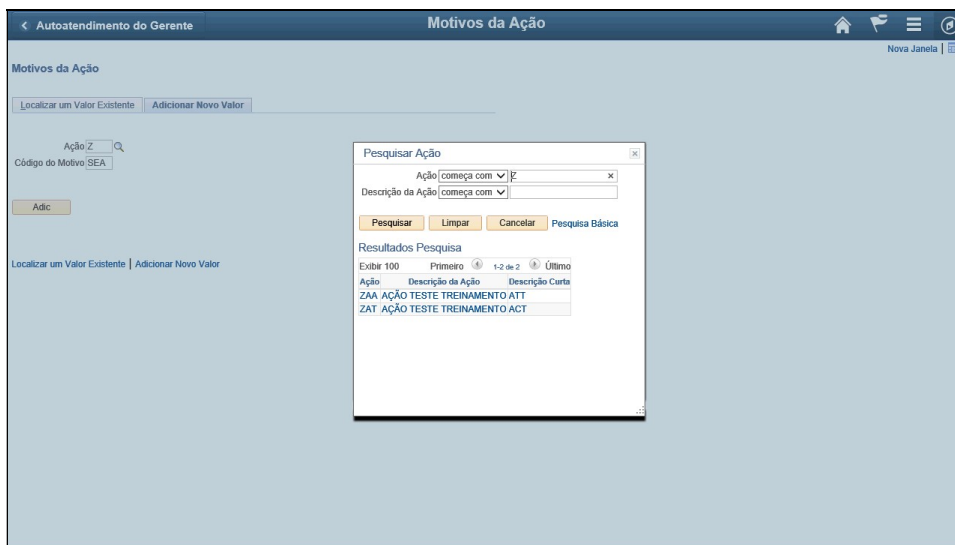 Autoatendimento do Gerente
Motivos da Ação
Nova Janela |
Motivos da Ação
Localizar um Valor Existente
Adicionar Novo Valor
Ação Z
Código do Motivo SEA
Adic
Localizar um Valor Existente | Adicionar Novo Valor
Pesquisar Ação
Ação começa com Z
Descrição da Ação começa com
Pesquisar Limpar Cancelar Pesquisa Básica
Resultados Pesquisa
Exibir 100 Primeiro 1-2 de 2 Último
Ação Descrição da Ação Descrição Curta
ZAA AÇÃO TESTE TREINAMENTO ATT
ZAT AÇÃO TESTE TREINAMENTO ACT